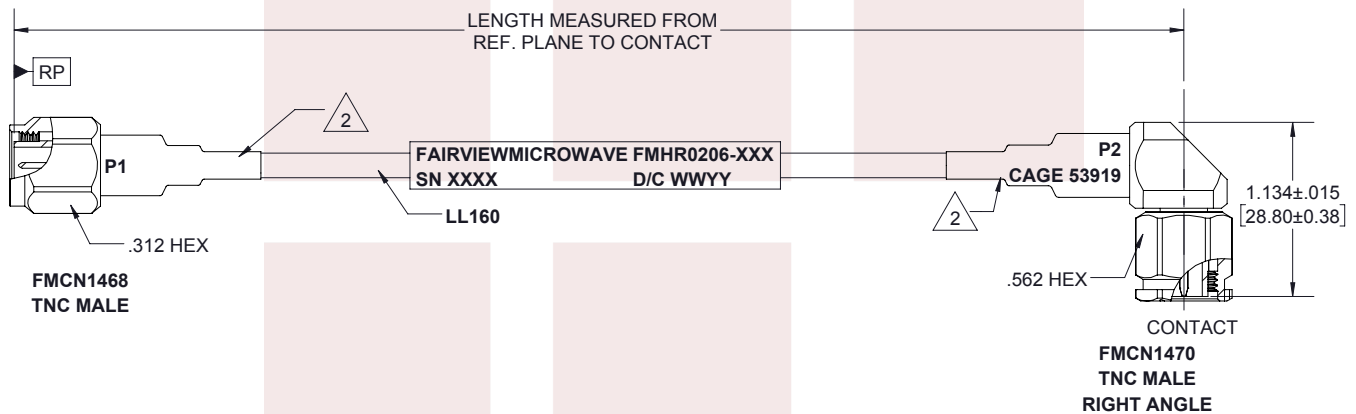 LENGTH MEASURED FROM
REF. PLANE TO CONTACT
RP
2
P1
FAIRVIEWMICROWAVE FMHR0206-XXX
SN XXXX D/C WWYY
P2
CAGE 53919
2
1.134±.015
[28.80±0.38]
LL160
.312 HEX
.562 HEX
FMCN1468
TNC MALE
CONTACT
FMCN1470
TNC MALE
RIGHT ANGLE